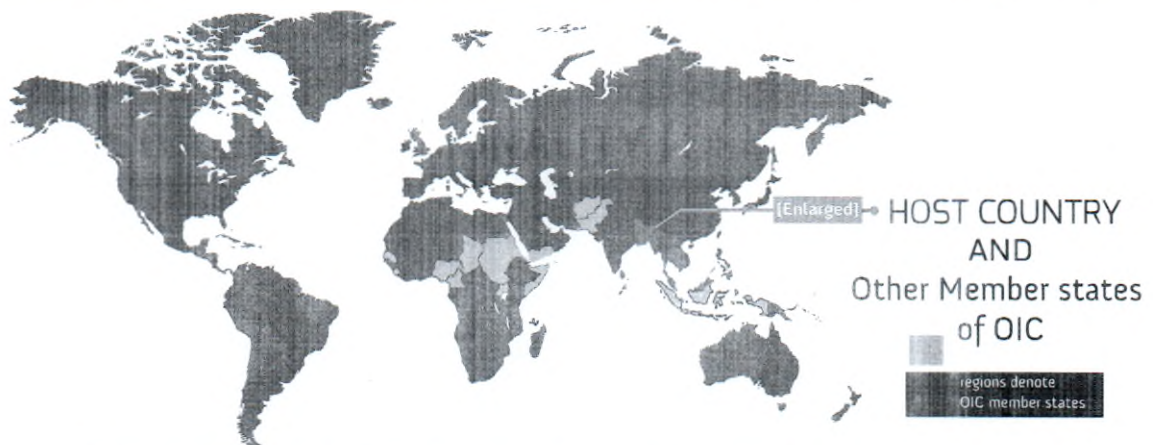 [Enlarged]
HOST COUNTRY
AND
Other Member states
of OIC
regions denote
OIC member states